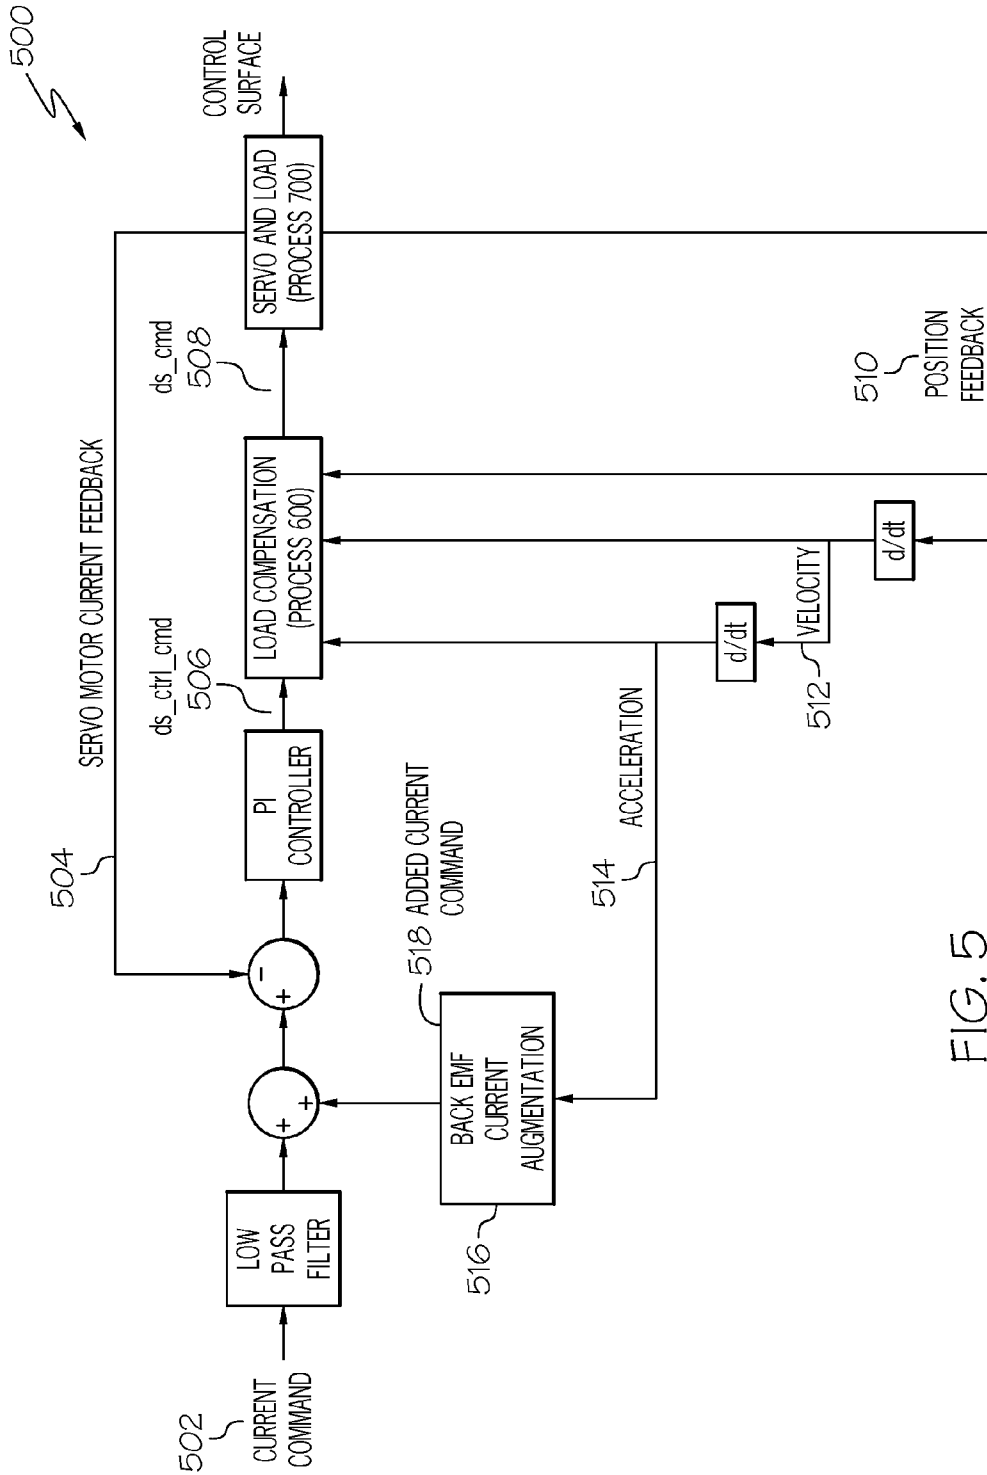 500
SERVO MOTOR CURRENT FEEDBACK
504
502
CURRENT
COMMAND
LOW
PASS
FILTER
+
+
+
-
PI
CONTROLLER
ds_ctrl_cmd
506
LOAD COMPENSATION
(PROCESS 600)
ds_cmd
508
SERVO AND LOAD
(PROCESS 700)
CONTROL
SURFACE
516
BACK EMF
CURRENT
AUGMENTATION
518 ADDED CURRENT
COMMAND
514
ACCELERATION
d/dt
512
VELOCITY
d/dt
510
POSITION
FEEDBACK
FIG. 5